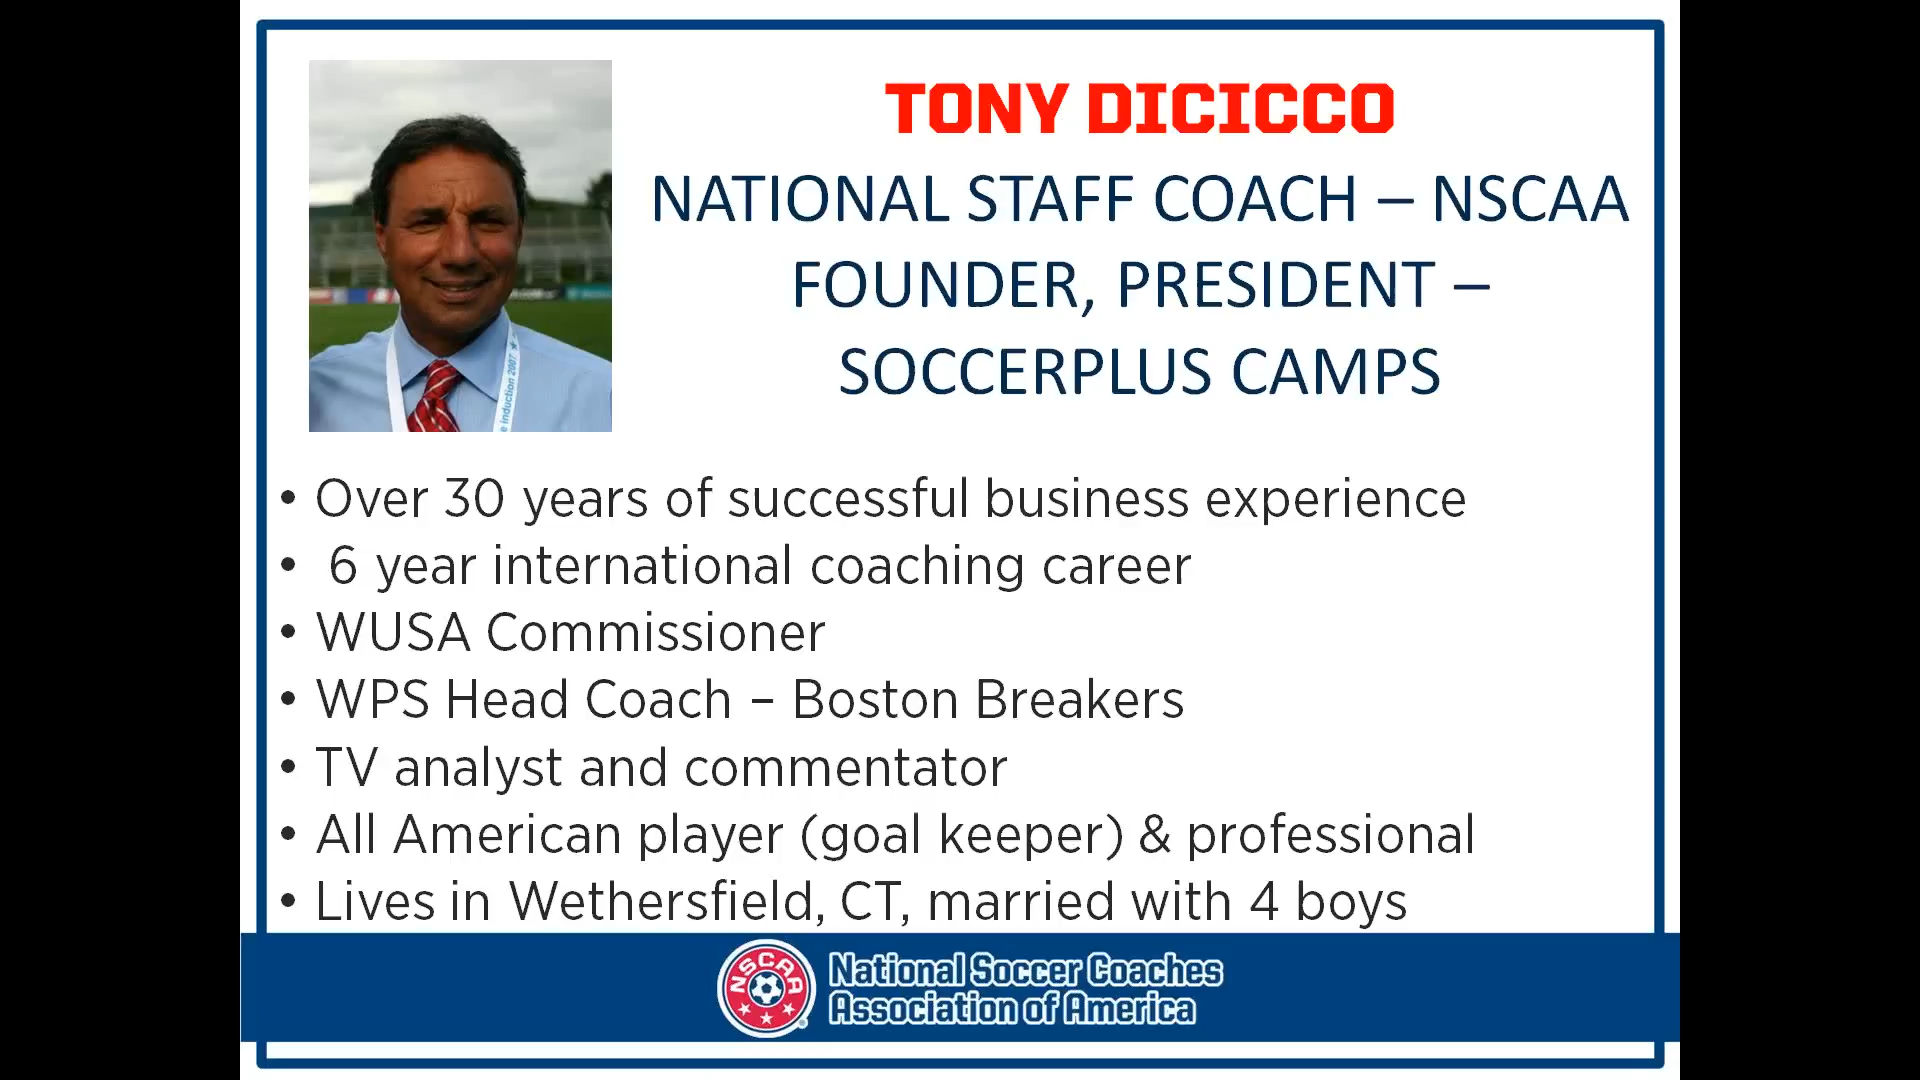 TONY DICICCO
NATIONAL STAFF COACH – NSCAA
FOUNDER, PRESIDENT –
SOCCERPLUS CAMPS
e induction 2007
• Over 30 years of successful business experience
• 6 year international coaching career
• WUSA Commissioner
• WPS Head Coach – Boston Breakers
• TV analyst and commentator
• All American player (goal keeper) & professional
• Lives in Wethersfield, CT, married with 4 boys
NSCAA
National Soccer Coaches
Association of America